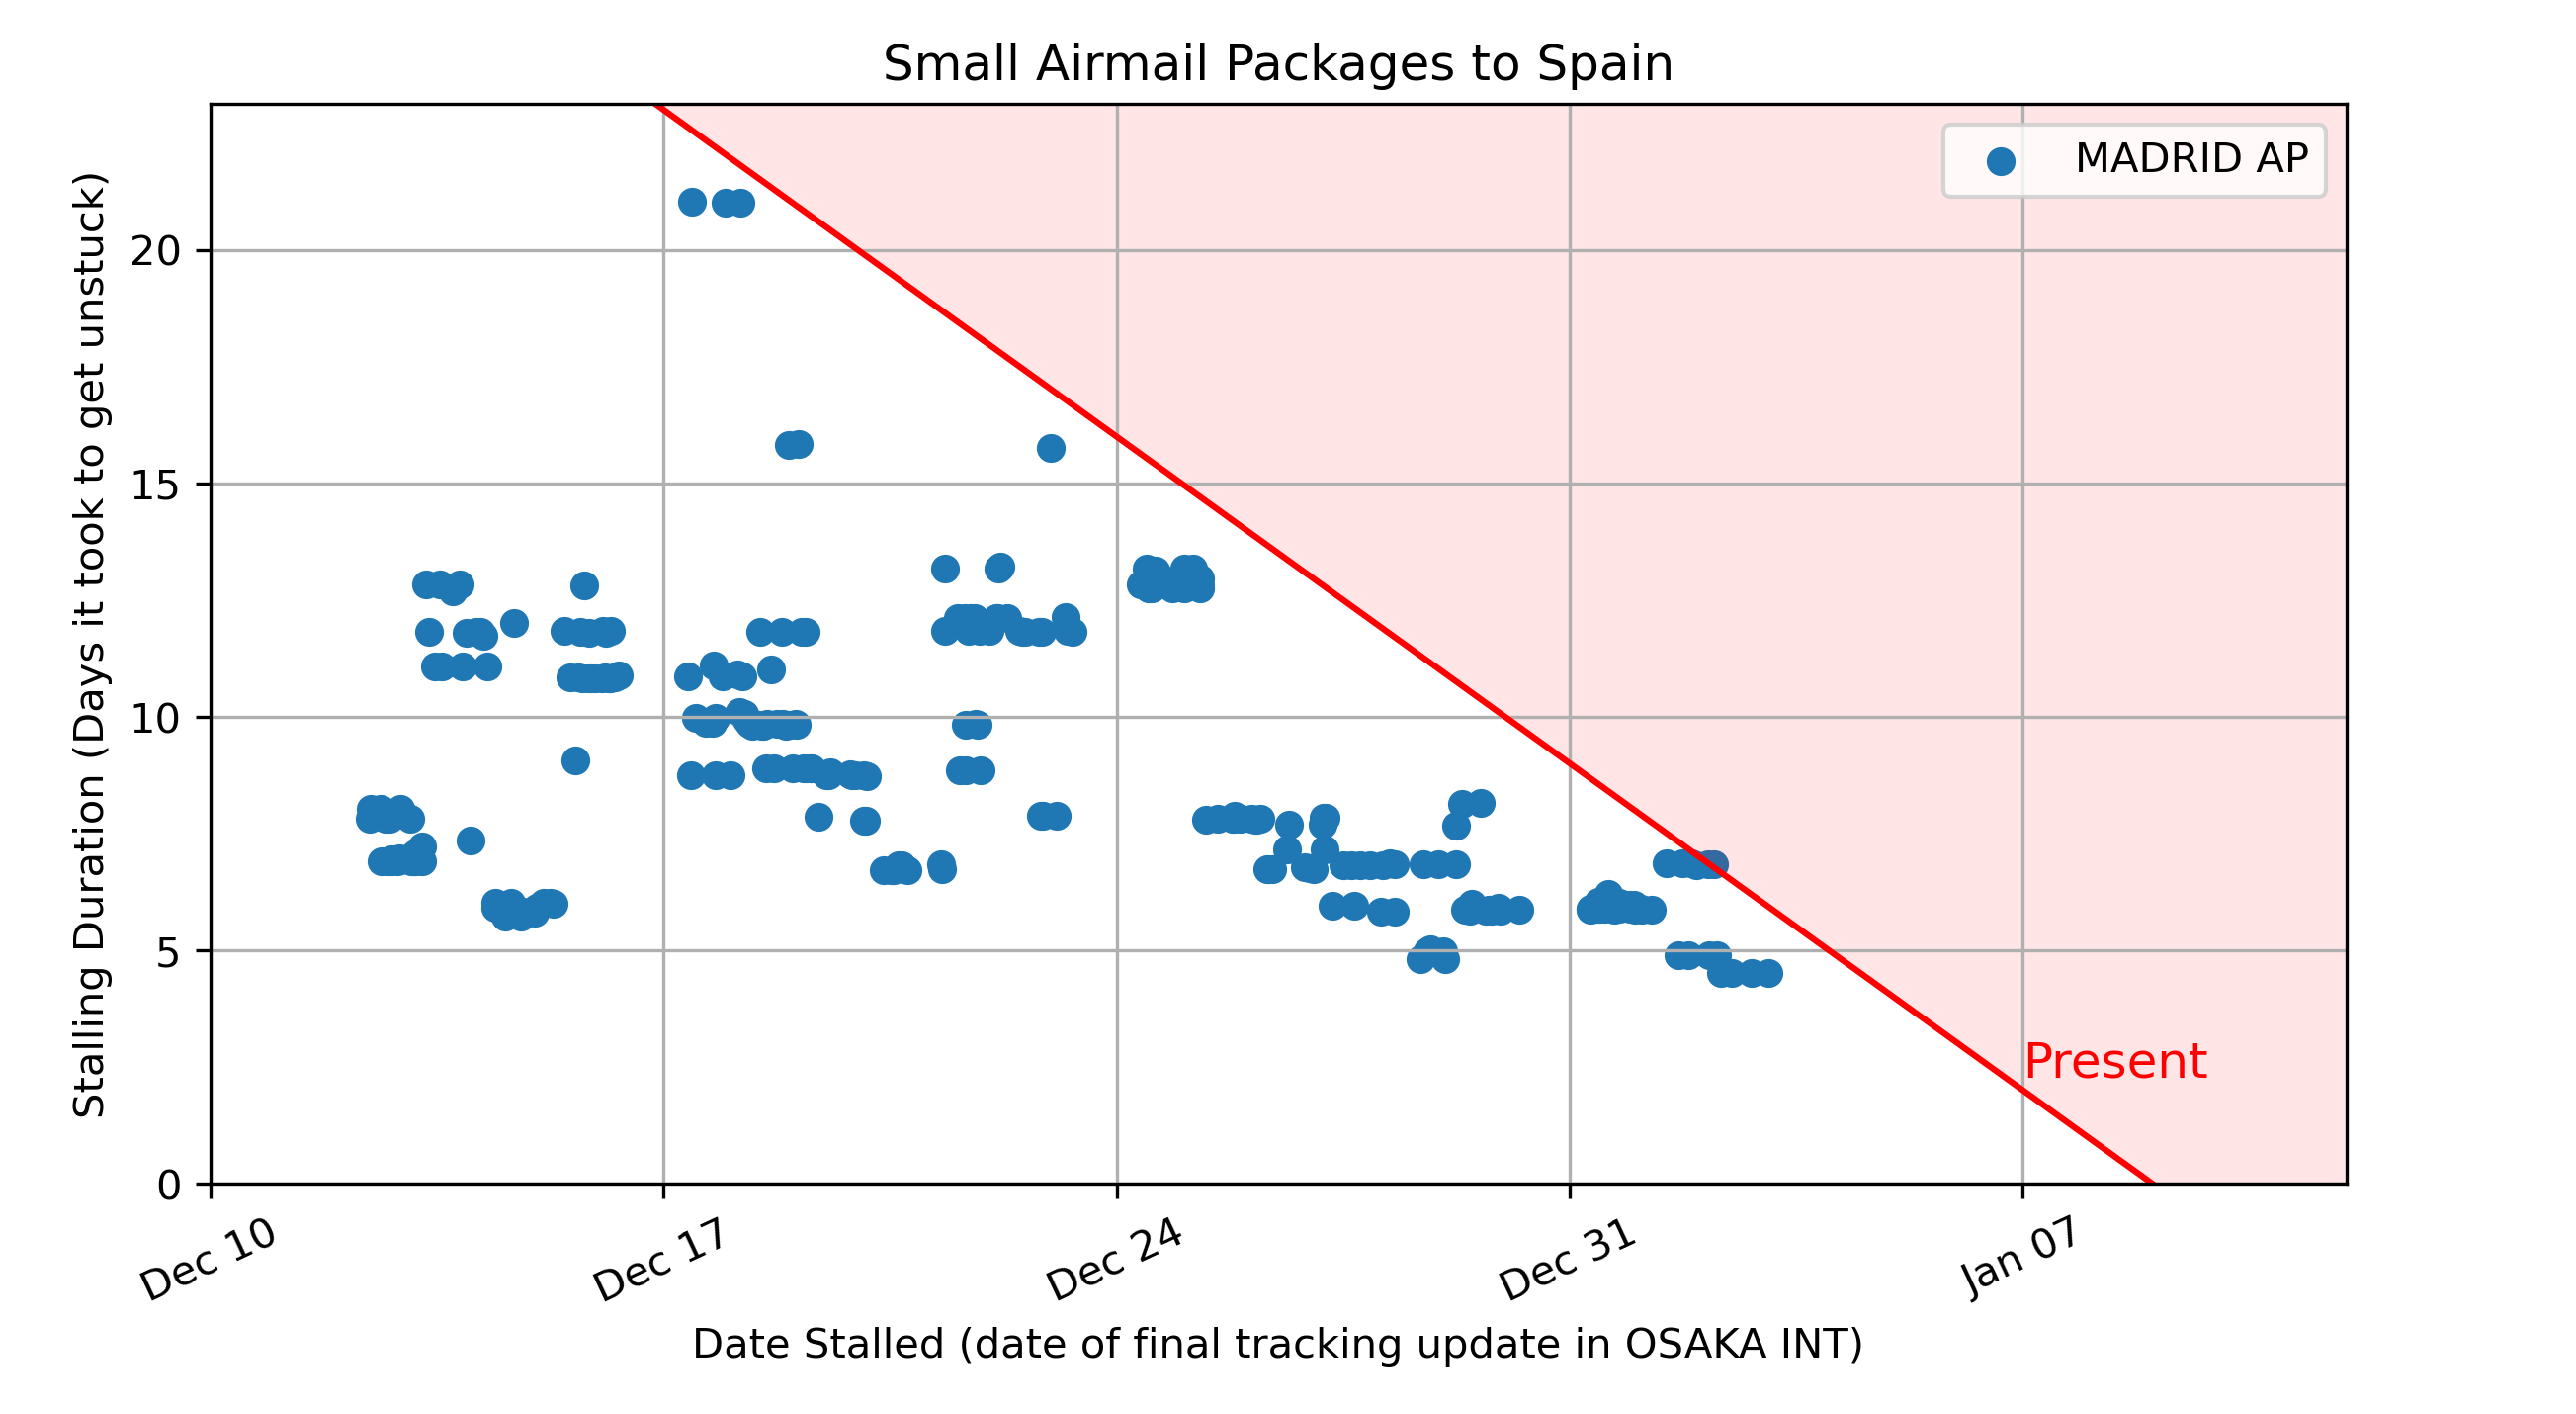 Small Airmail Packages to Spain
MADRID AP
Stalling Duration (Days it took to get unstuck)
20
15
10
5
0
Present
Dec 10
Dec 17
Dec 24
Dec 31
Jan 07
Date Stalled (date of final tracking update in OSAKA INT)